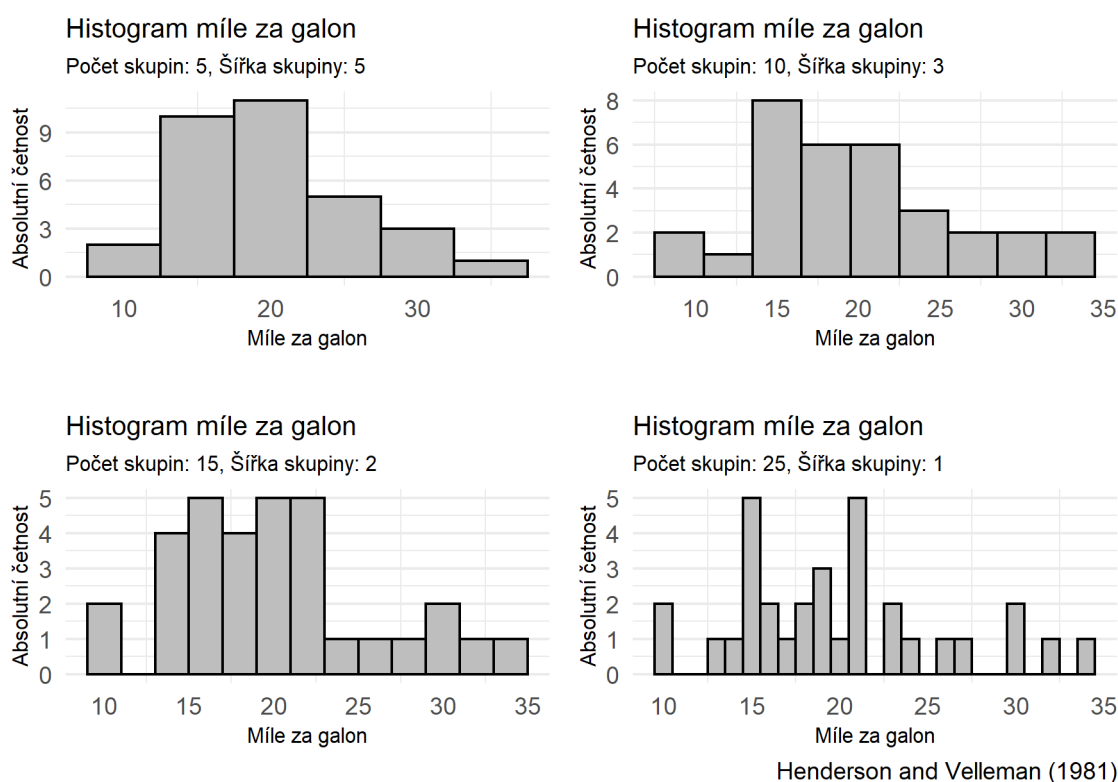 Histogram míle za galon
Počet skupin: 5, Šířka skupiny: 5
Absolutní četnost
9
6
3
0
10 20 30
Míle za galon
Histogram míle za galon
Počet skupin: 10, Šířka skupiny: 3
Absolutní četnost
8
6
4
2
0
10 15 20 25 30 35
Míle za galon
Histogram míle za galon
Počet skupin: 15, Šířka skupiny: 2
Absolutní četnost
5
4
3
2
1
0
10 15 20 25 30 35
Míle za galon
Histogram míle za galon
Počet skupin: 25, Šířka skupiny: 1
Absolutní četnost
5
4
3
2
1
0
10 15 20 25 30 35
Míle za galon
Henderson and Velleman (1981)